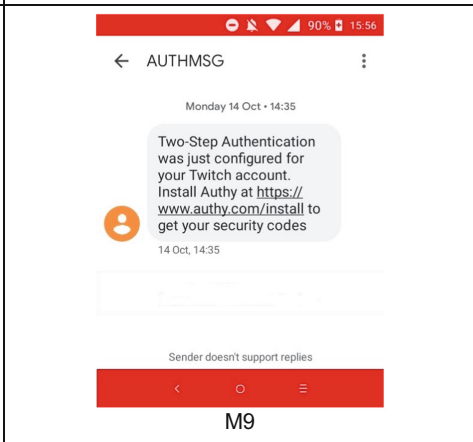 90% 15:56
AUTHMSG
Monday 14 Oct • 14:35
Two-Step Authentication
was just configured for
your Twitch account.
Install Authy at https://
www.authy.com/install to
get your security codes
14 Oct, 14:35
Sender doesn't support replies
M9